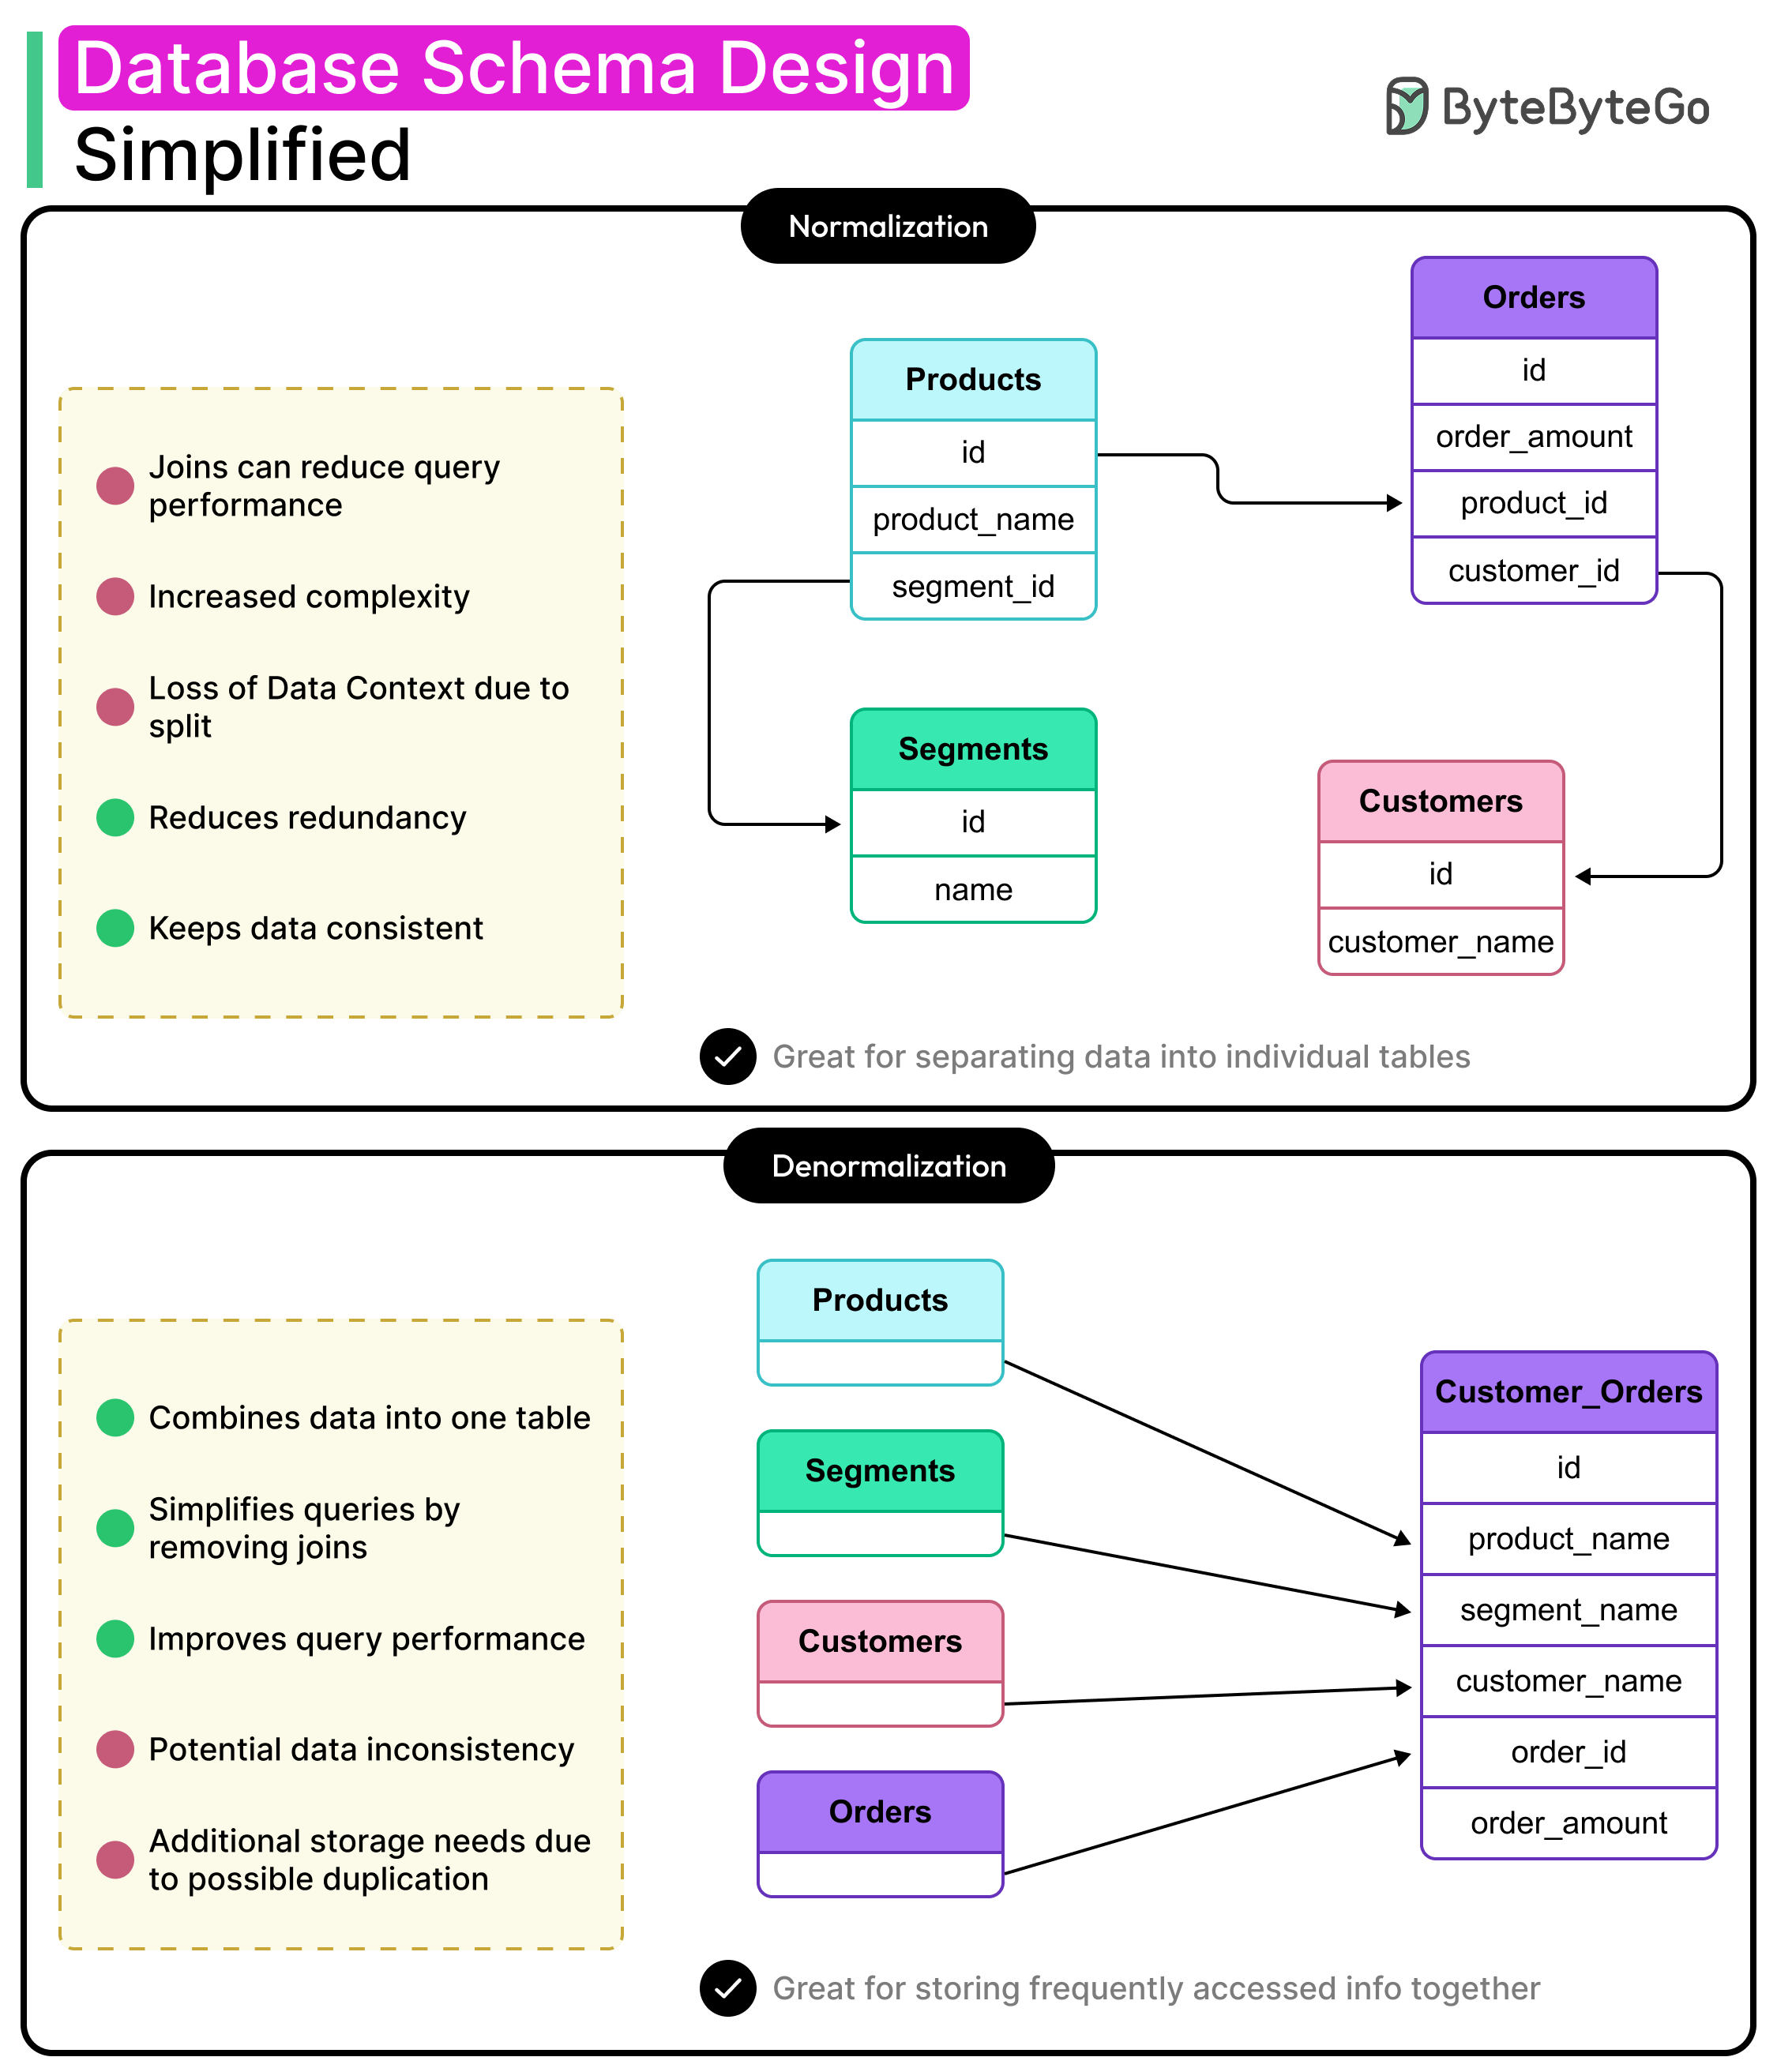 Database Schema Design
Simplified
ByteByteGo
Normalization
Joins can reduce query
performance
Increased complexity
Loss of Data Context due to
split
Reduces redundancy
Keeps data consistent
Products
id
product_name
segment_id
Orders
id
order_amount
product_id
customer_id
Segments
id
name
Customers
id
customer_name
Great for separating data into individual tables
Denormalization
Combines data into one table
Simplifies queries by
removing joins
Improves query performance
Potential data inconsistency
Additional storage needs due
to possible duplication
Products
Segments
Customers
Orders
Customer_Orders
id
product_name
segment_name
customer_name
order_id
order_amount
Great for storing frequently accessed info together